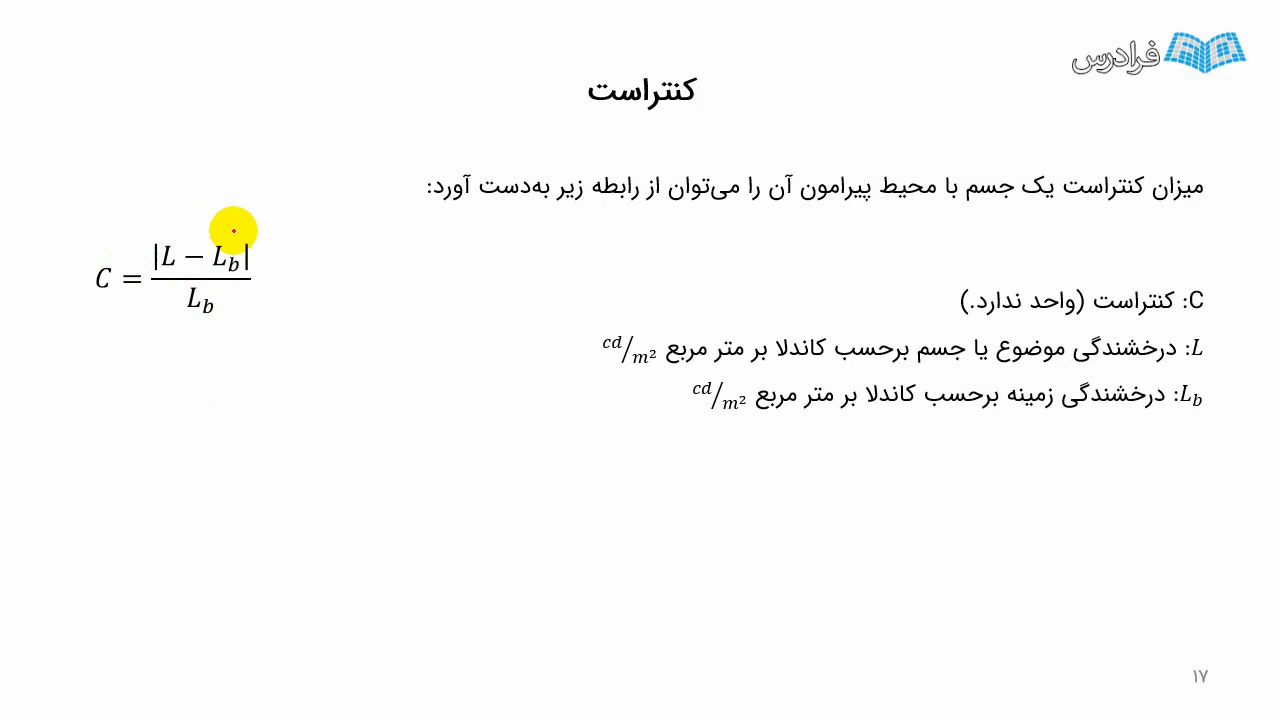 فرادرس
کنتراست
میزان کنتراست یک جسم با محیط پیرامون آن را می‌توان از رابطه زیر به‌دست آورد:
C = |L − L_b| / L_b
C: کنتراست (واحد ندارد.)
L: درخشندگی موضوع یا جسم برحسب کاندلا بر متر مربع cd/m²
L_b: درخشندگی زمینه برحسب کاندلا بر متر مربع cd/m²
۱۷